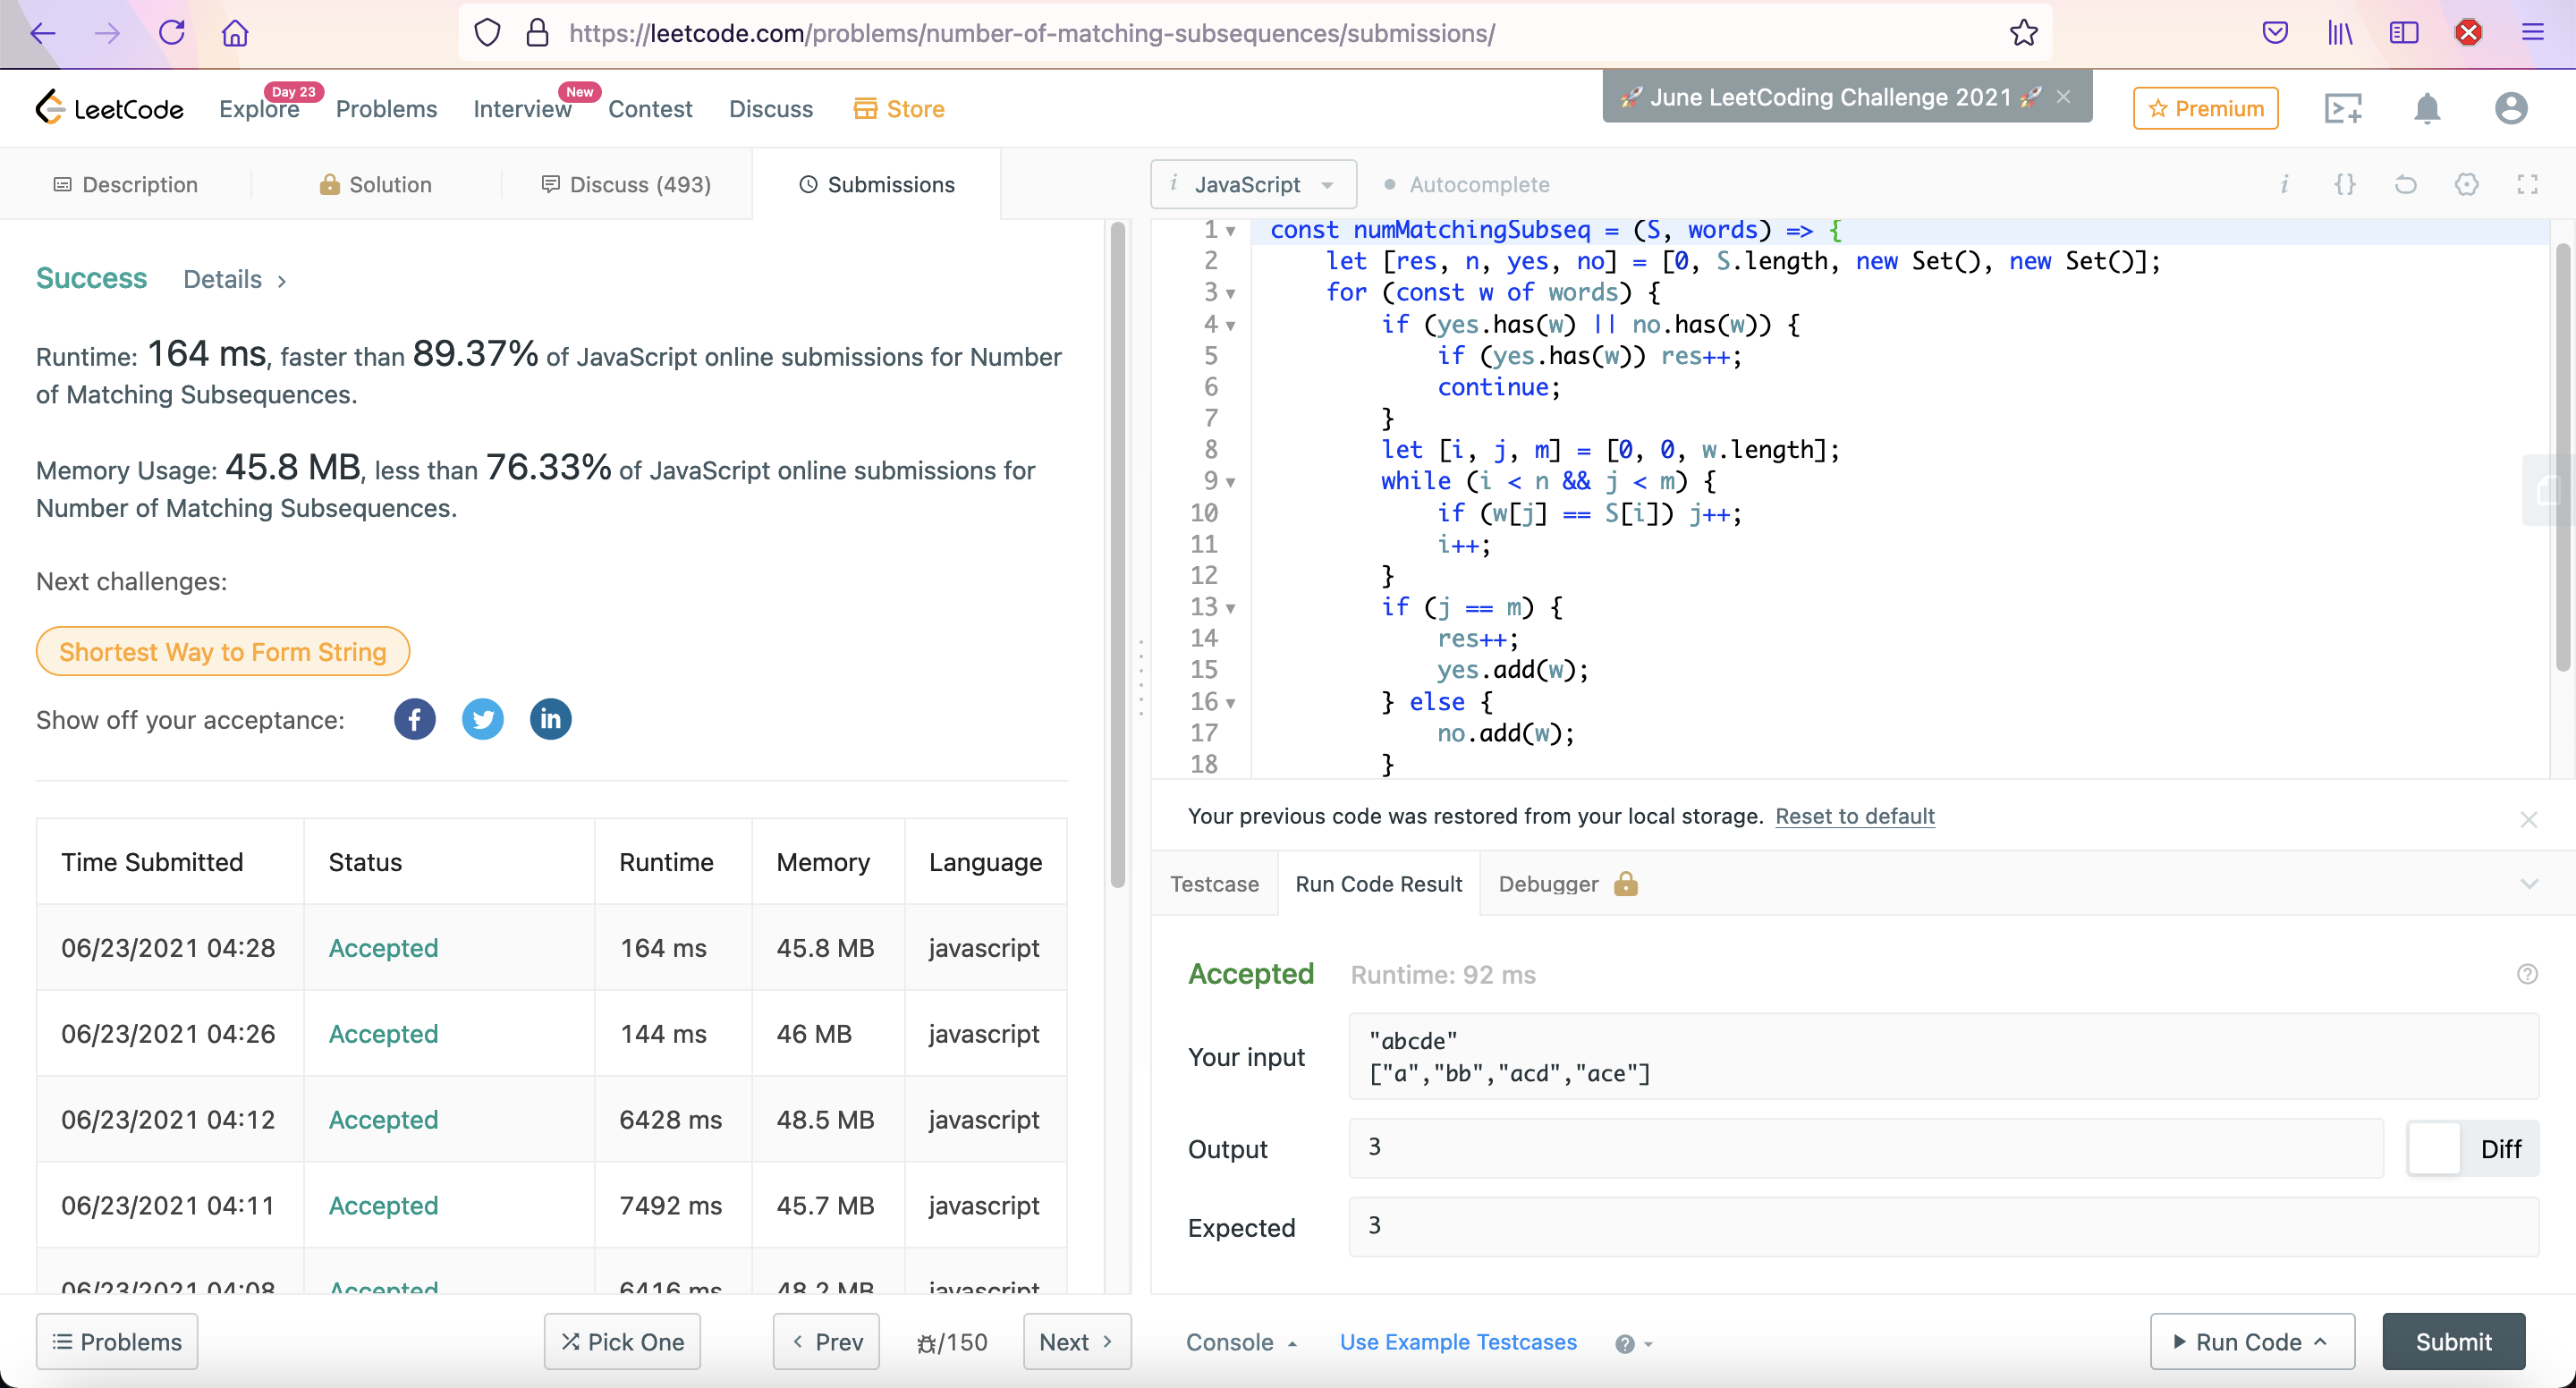 https://leetcode.com/problems/number-of-matching-subsequences/submissions/
LeetCode
Explore
Day 23
Problems
Interview
New
Contest
Discuss
Store
🚀 June LeetCoding Challenge 2021 🚀
Premium
Description
Solution
Discuss (493)
Submissions
Success
Details
Runtime: 164 ms, faster than 89.37% of JavaScript online submissions for Number
of Matching Subsequences.
Memory Usage: 45.8 MB, less than 76.33% of JavaScript online submissions for
Number of Matching Subsequences.
Next challenges:
Shortest Way to Form String
Show off your acceptance:
Time Submitted Status Runtime Memory Language
06/23/2021 04:28 Accepted 164 ms 45.8 MB javascript
06/23/2021 04:26 Accepted 144 ms 46 MB javascript
06/23/2021 04:12 Accepted 6428 ms 48.5 MB javascript
06/23/2021 04:11 Accepted 7492 ms 45.7 MB javascript
06/23/2021 04:08 Accepted 6416 ms 48.2 MB javascript
Problems
Pick One
Prev
/150
Next
i JavaScript
Autocomplete
i {}
1 const numMatchingSubseq = (S, words) => {
2 let [res, n, yes, no] = [0, S.length, new Set(), new Set()];
3 for (const w of words) {
4 if (yes.has(w) || no.has(w)) {
5 if (yes.has(w)) res++;
6 continue;
7 }
8 let [i, j, m] = [0, 0, w.length];
9 while (i < n && j < m) {
10 if (w[j] == S[i]) j++;
11 i++;
12 }
13 if (j == m) {
14 res++;
15 yes.add(w);
16 } else {
17 no.add(w);
18 }
Your previous code was restored from your local storage. Reset to default
Testcase
Run Code Result
Debugger
Accepted
Runtime: 92 ms
Your input
"abcde"
["a","bb","acd","ace"]
Output
3
Diff
Expected
3
Console
Use Example Testcases
Run Code
Submit